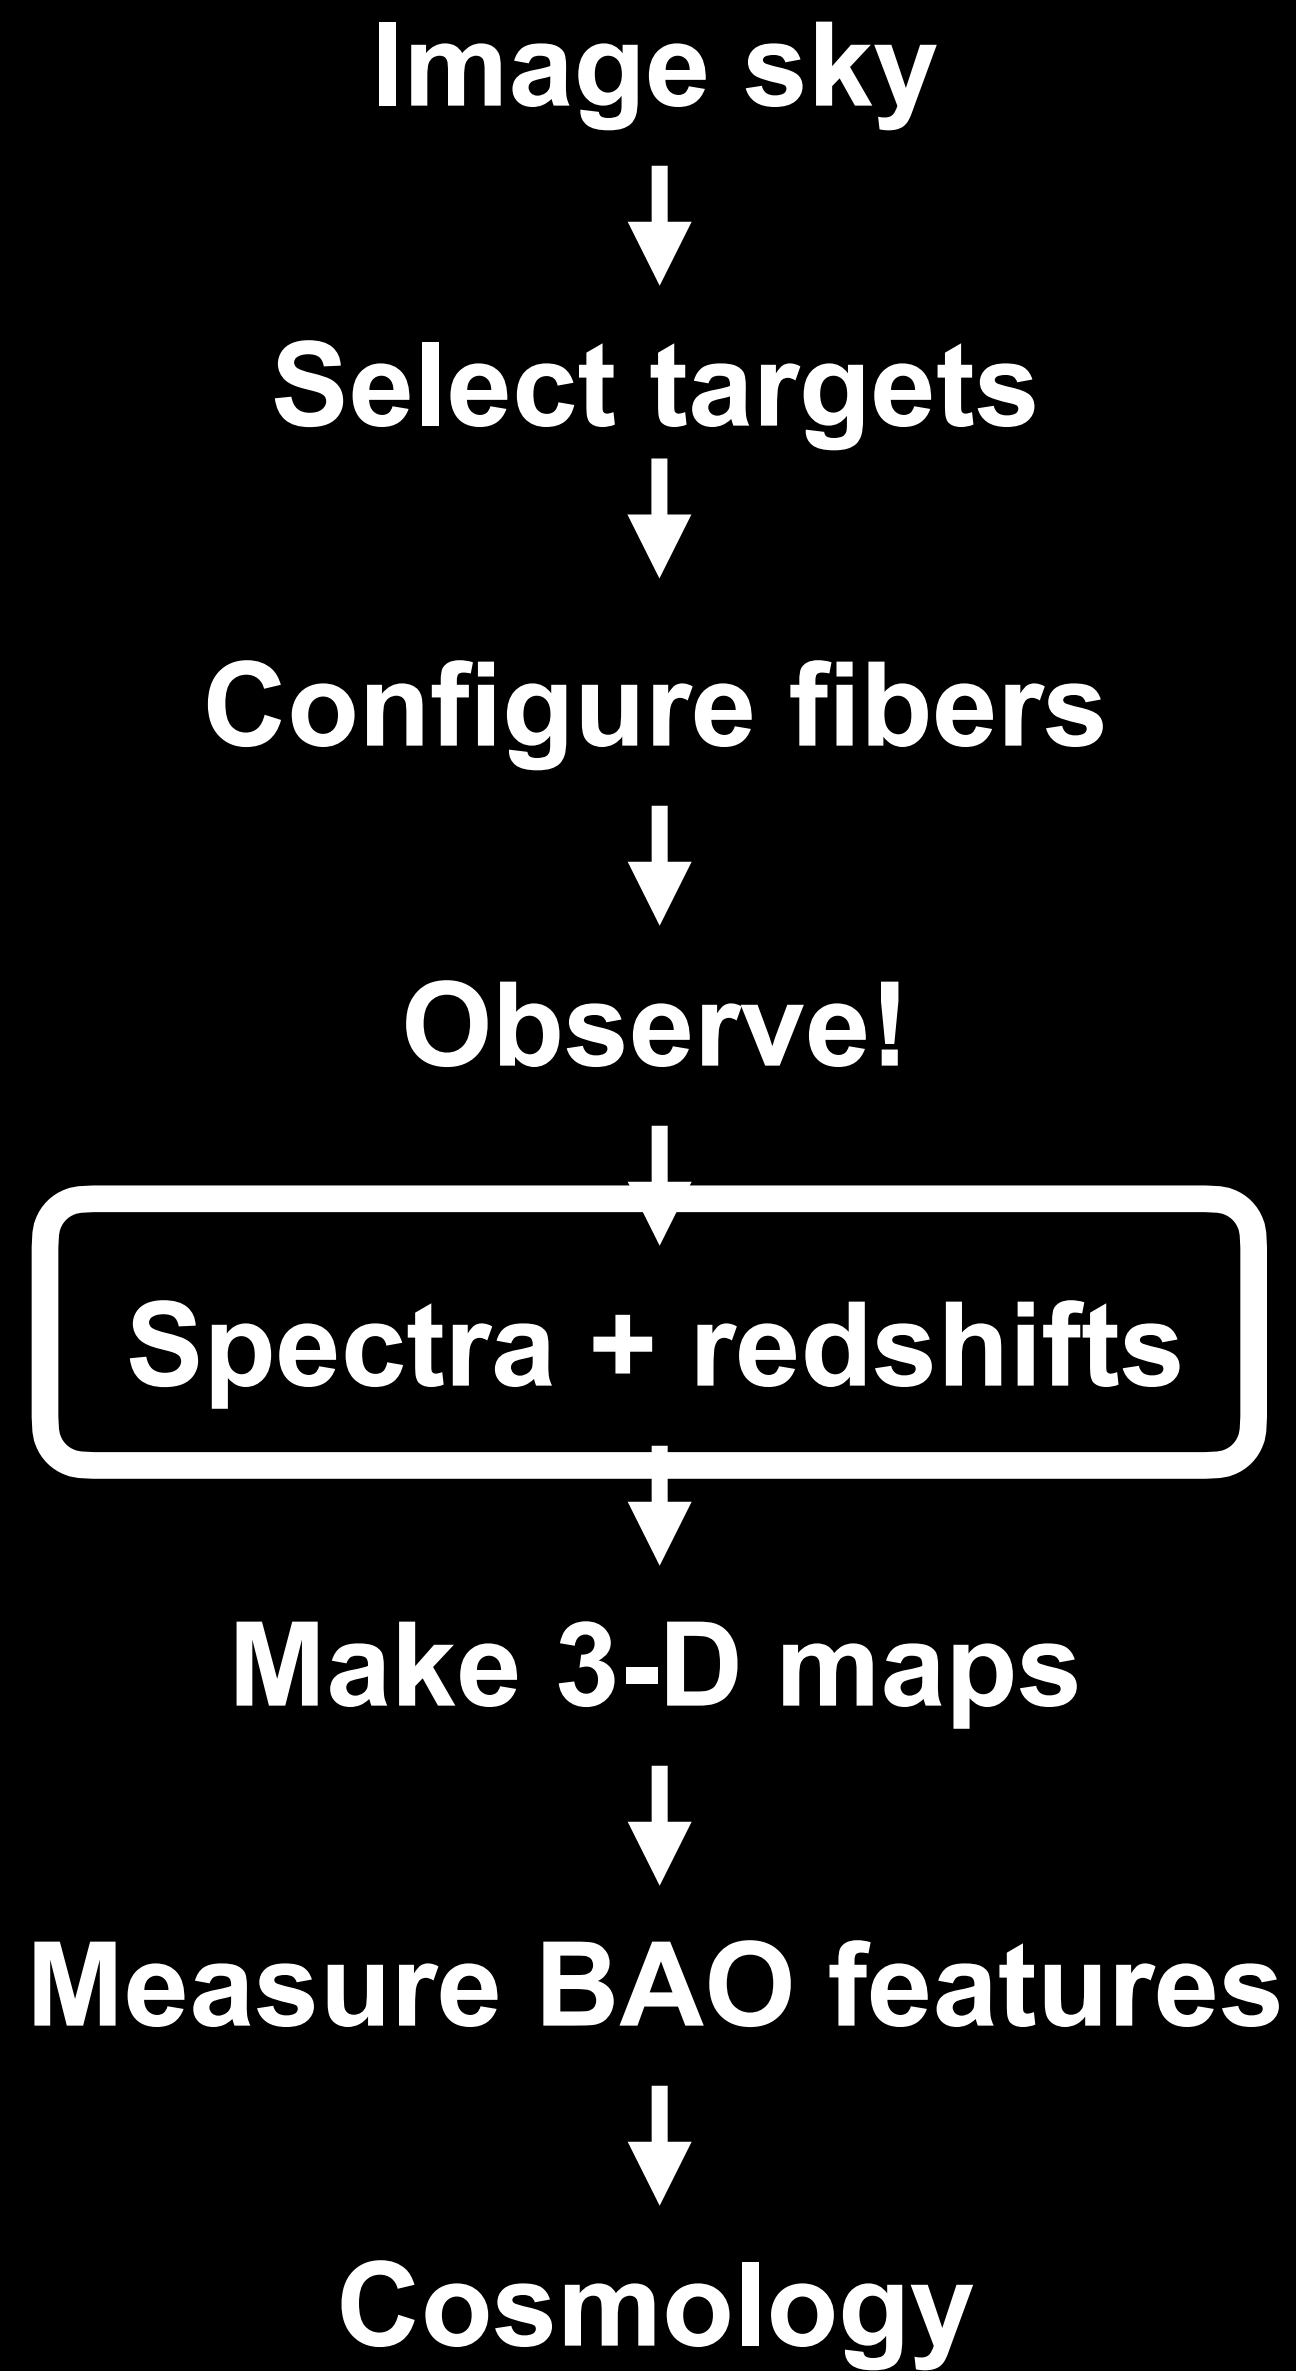 Image sky
Select targets
Configure fibers
Observe!
Spectra + redshifts
Make 3-D maps
Measure BAO features
Cosmology